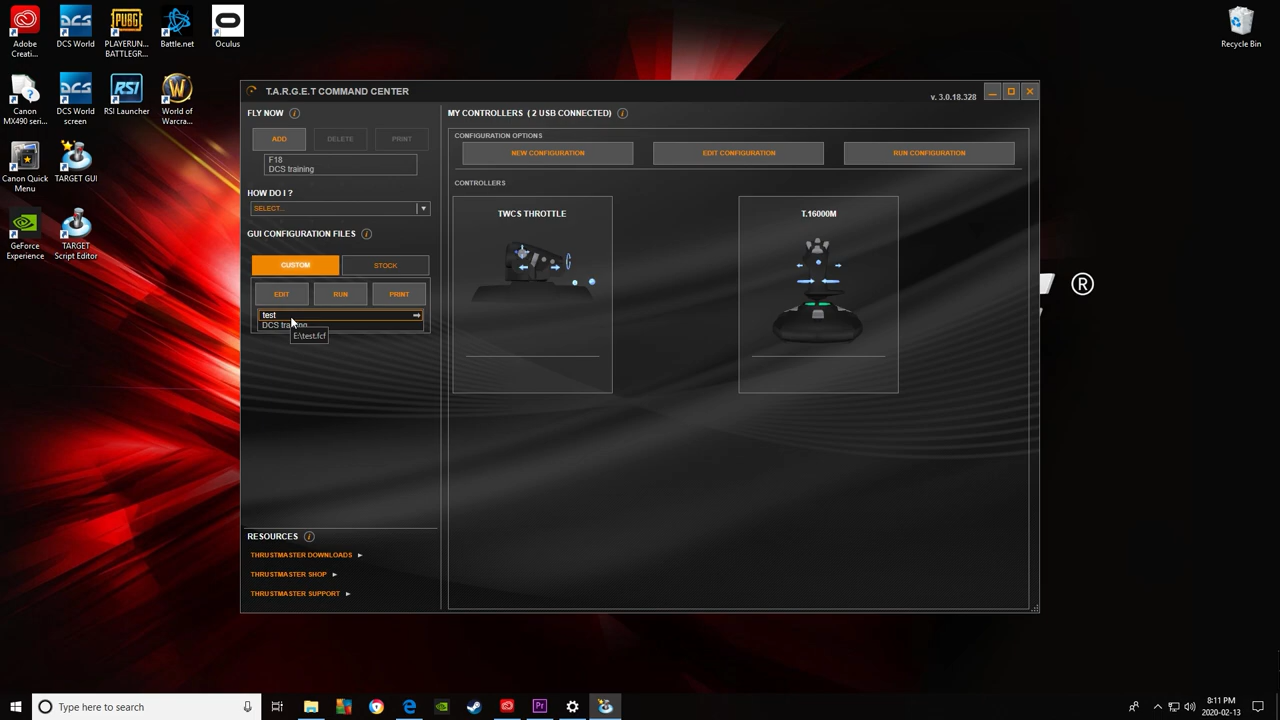 Adobe
Creati...
DCS World
PLAYERUN...
BATTLEGR...
Battle.net
Oculus
Recycle Bin
Canon
MX490 seri...
DCS World
screen
RSI Launcher
World of
Warcra...
Canon Quick
Menu
TARGET GUI
GeForce
Experience
TARGET
Script Editor
T.A.R.G.E.T COMMAND CENTER
v. 3.0.18.328
FLY NOW
ADD
DELETE
PRINT
F18
DCS training
HOW DO I ?
SELECT...
GUI CONFIGURATION FILES
CUSTOM
STOCK
EDIT
RUN
PRINT
test
DCS training
E:\test.fcf
RESOURCES
THRUSTMASTER DOWNLOADS
THRUSTMASTER SHOP
THRUSTMASTER SUPPORT
MY CONTROLLERS ( 2 USB CONNECTED)
CONFIGURATION OPTIONS
NEW CONFIGURATION
EDIT CONFIGURATION
RUN CONFIGURATION
CONTROLLERS
TWCS THROTTLE
T.16000M
®
Type here to search
8:11 PM
2020-02-13